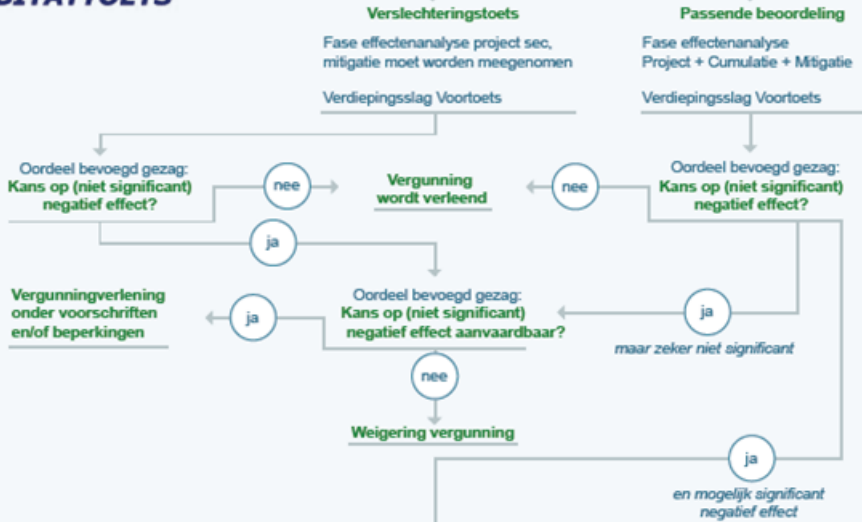 Verslechteringstoets
Fase effectenanalyse project sec,
mitigatie moet worden meegenomen
Verdiepingsslag Voortoets
Passende beoordeling
Fase effectenanalyse
Project + Cumulatie + Mitigatie
Verdiepingsslag Voortoets
Oordeel bevoegd gezag:
Kans op (niet significant)
negatief effect?
nee
Vergunning
wordt verleend
nee
Oordeel bevoegd gezag:
Kans op (niet significant)
negatief effect?
ja
Vergunningverlening
onder voorschriften
en/of beperkingen
ja
Oordeel bevoegd gezag:
Kans op (niet significant)
negatief effect aanvaardbaar?
ja
maar zeker niet significant
nee
Weigering vergunning
ja
en mogelijk significant
negatief effect